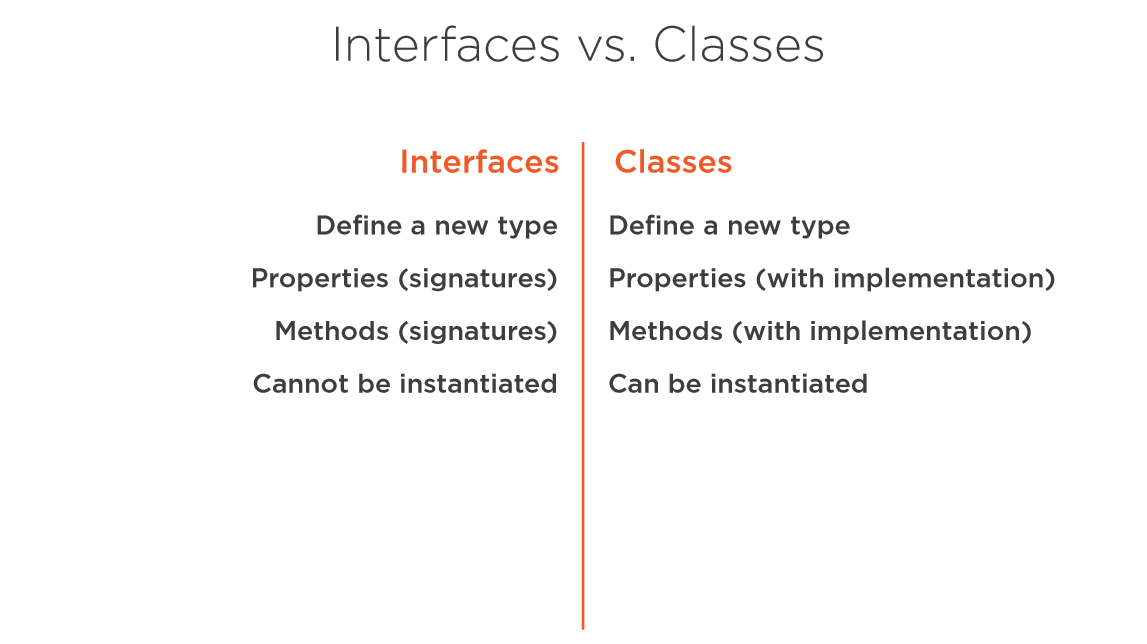 Interfaces vs. Classes
Interfaces
Define a new type
Properties (signatures)
Methods (signatures)
Cannot be instantiated
Classes
Define a new type
Properties (with implementation)
Methods (with implementation)
Can be instantiated